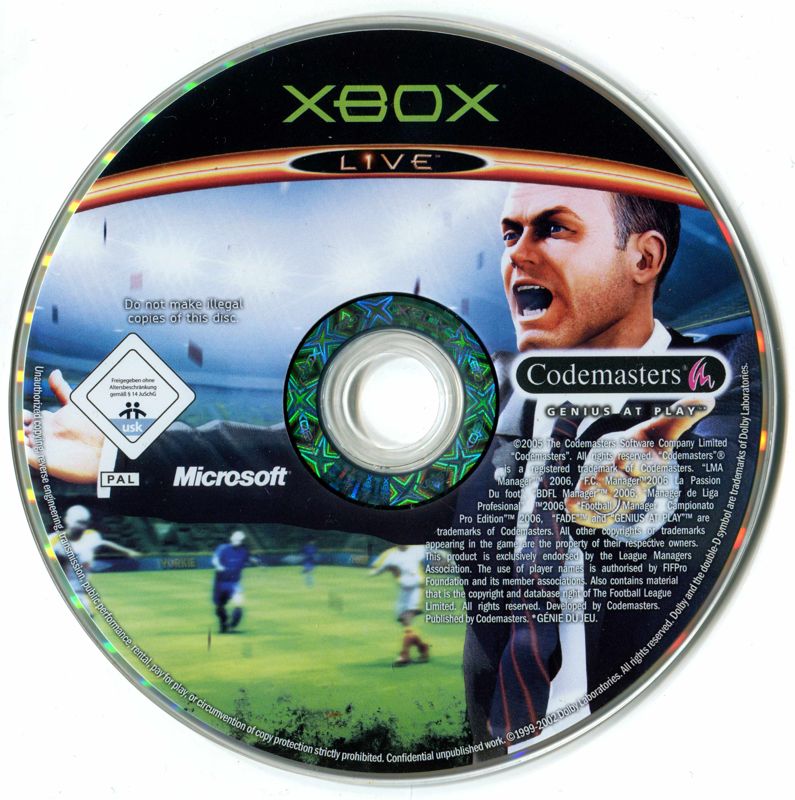 XBOX
LIVE™
Do not make illegal
copies of this disc.
Freigegeben ohne
Altersbeschränkung
gemäß § 14 JuSchG
usk
PAL
Microsoft®
Codemasters®
GENIUS AT PLAY™
©2005 The Codemasters Software Company Limited
"Codemasters". All rights reserved. "Codemasters"®
is a registered trademark of Codemasters. "LMA
Manager"™ 2006, F.C. Manager"2006 La Passion
Du foot, "BDFL Manager"™ 2006, "Manager de Liga
Profesional"™2006, "Football Manager Campionato
Pro Edition"™ 2006, "FADE"™ and "GENIUS AT PLAY"™ are
trademarks of Codemasters. All other copyrights or trademarks
appearing in the game are the property of their respective owners.
This product is exclusively endorsed by the League Managers
Association. The use of player names is authorised by FIFPro
Foundation and its member associations. Also contains material
that is the copyright and database right of The Football League
Limited. All rights reserved. Developed by Codemasters.
Published by Codemasters. *GÉNIE DU JEU.
YORKIE
Unauthorized copying, reverse engineering, transmission, public performance, rental, pay for play, or circumvention of copy protection strictly prohibited. Confidential unpublished work. ©1999-2002 Dolby Laboratories. All rights reserved. Dolby and the double-D symbol are trademarks of Dolby Laboratories.